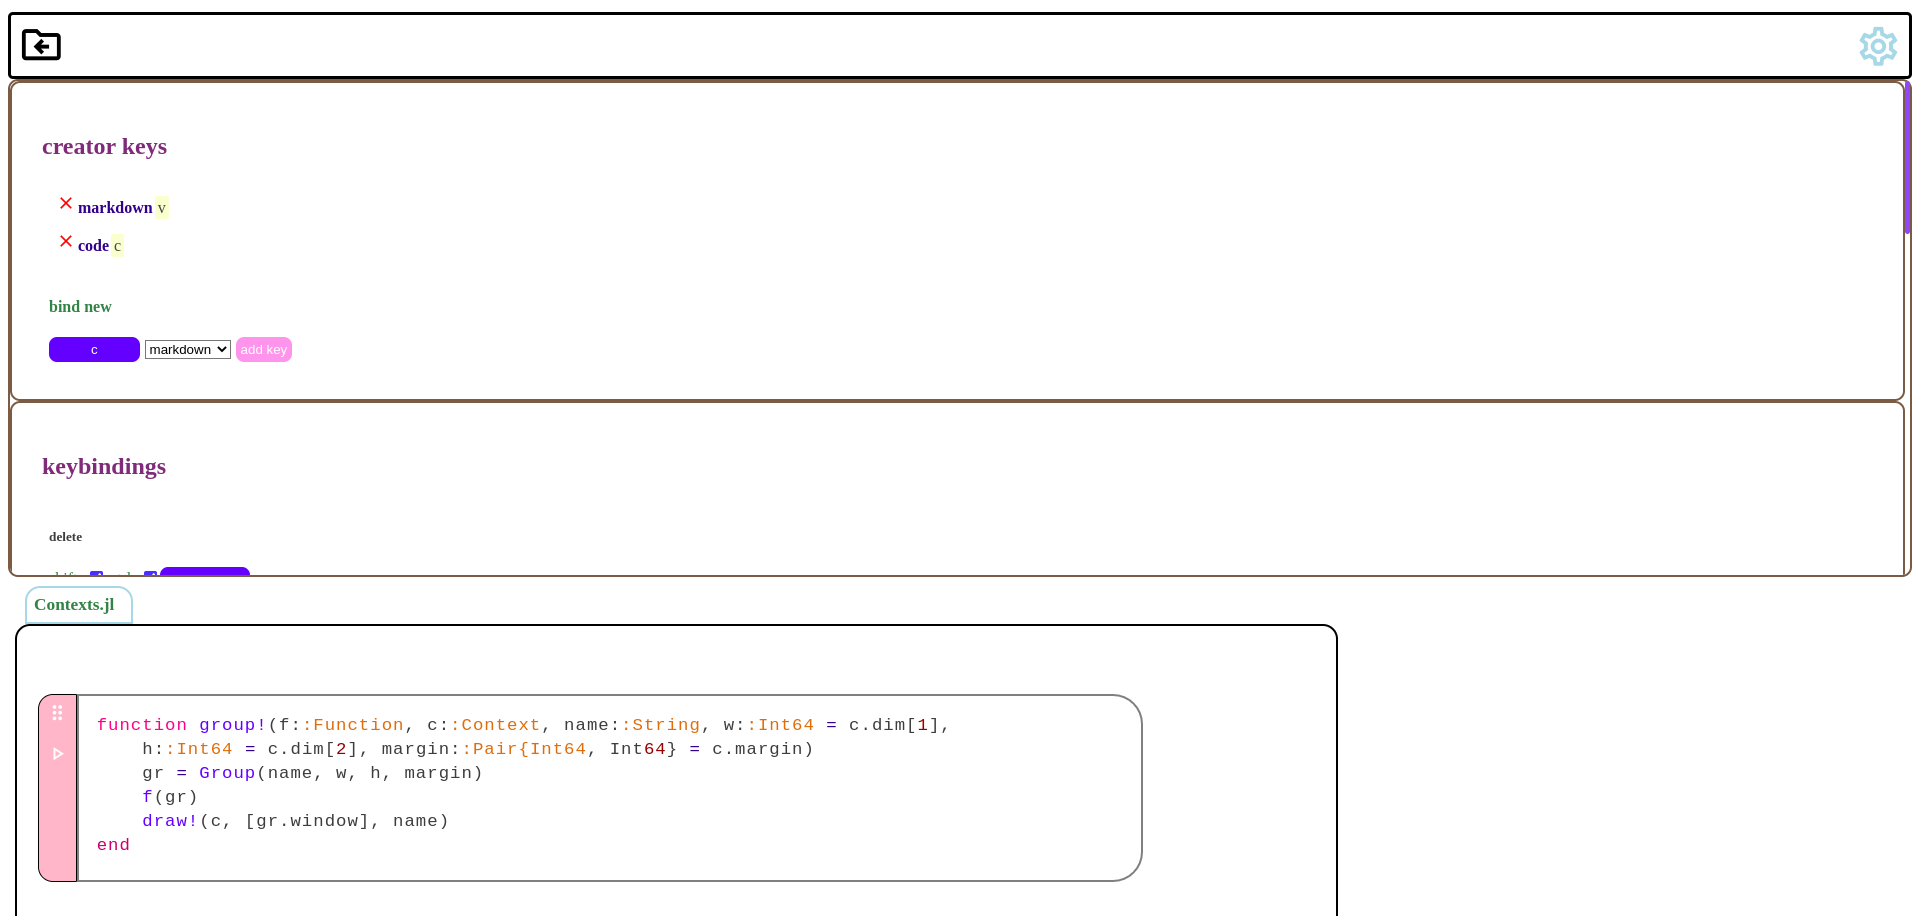 creator keys
markdown v
code c
bind new
c markdown add key
keybindings
delete
Contexts.jl
function group!(f::Function, c::Context, name::String, w::Int64 = c.dim[1],
    h::Int64 = c.dim[2], margin::Pair{Int64, Int64} = c.margin)
    gr = Group(name, w, h, margin)
    f(gr)
    draw!(c, [gr.window], name)
end